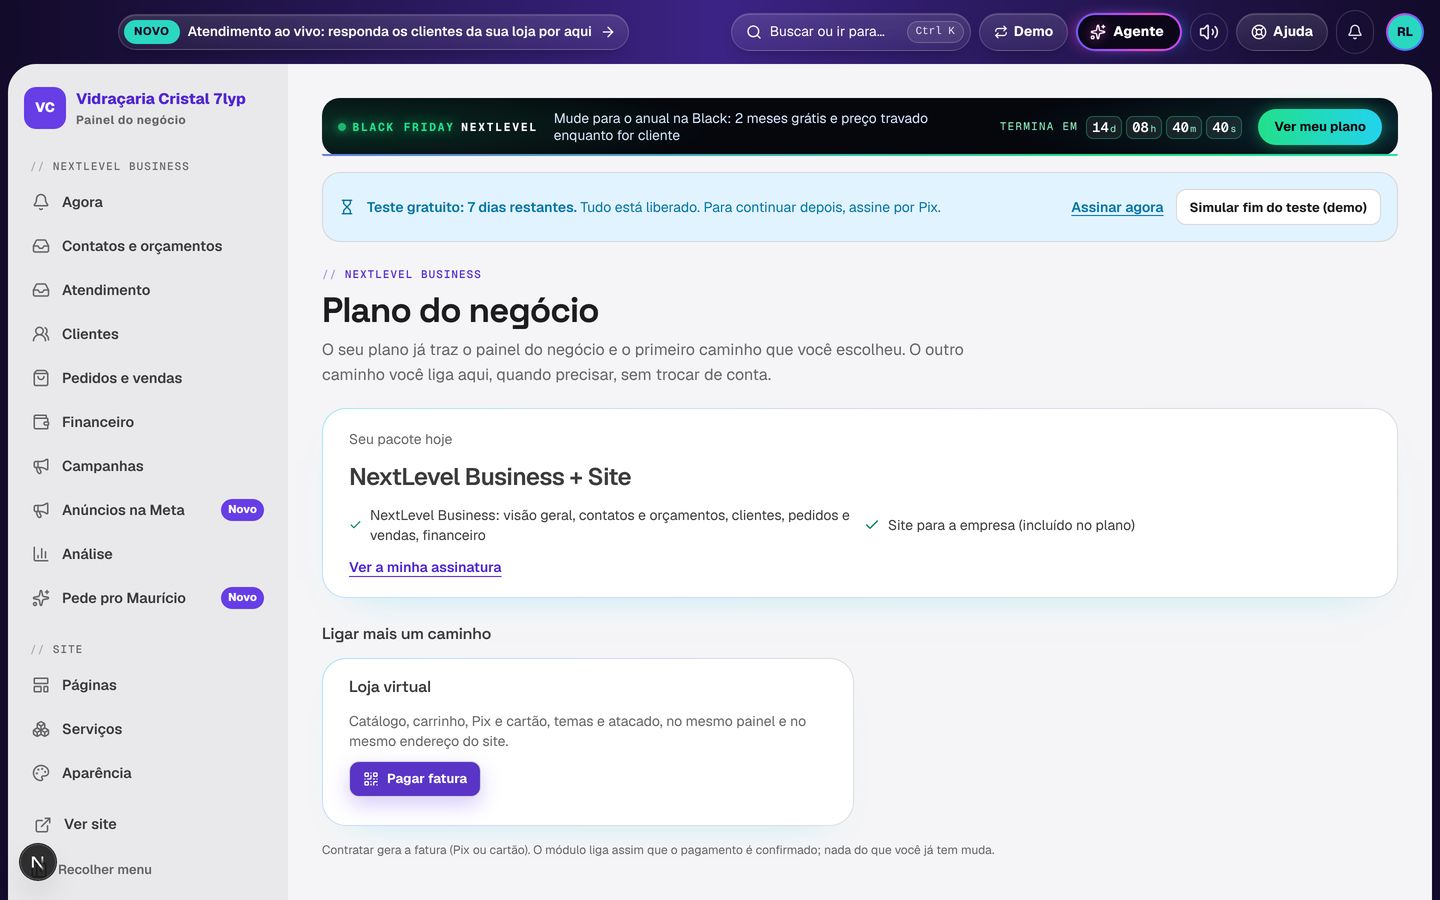 NOVO Atendimento ao vivo: responda os clientes da sua loja por aqui →
Buscar ou ir para... Ctrl K
Demo
Agente
Ajuda
RL
VC
Vidraçaria Cristal 7lyp
Painel do negócio
// NEXTLEVEL BUSINESS
Agora
Contatos e orçamentos
Atendimento
Clientes
Pedidos e vendas
Financeiro
Campanhas
Anúncios na Meta Novo
Análise
Pede pro Maurício Novo
// SITE
Páginas
Serviços
Aparência
Ver site
N
Recolher menu
BLACK FRIDAY NEXTLEVEL
Mude para o anual na Black: 2 meses grátis e preço travado
enquanto for cliente
TERMINA EM 14d 08h 40m 40s
Ver meu plano
Teste gratuito: 7 dias restantes. Tudo está liberado. Para continuar depois, assine por Pix.
Assinar agora
Simular fim do teste (demo)
// NEXTLEVEL BUSINESS
Plano do negócio
O seu plano já traz o painel do negócio e o primeiro caminho que você escolheu. O outro
caminho você liga aqui, quando precisar, sem trocar de conta.
Seu pacote hoje
NextLevel Business + Site
NextLevel Business: visão geral, contatos e orçamentos, clientes, pedidos e
vendas, financeiro
Site para a empresa (incluído no plano)
Ver a minha assinatura
Ligar mais um caminho
Loja virtual
Catálogo, carrinho, Pix e cartão, temas e atacado, no mesmo painel e no
mesmo endereço do site.
Pagar fatura
Contratar gera a fatura (Pix ou cartão). O módulo liga assim que o pagamento é confirmado; nada do que você já tem muda.